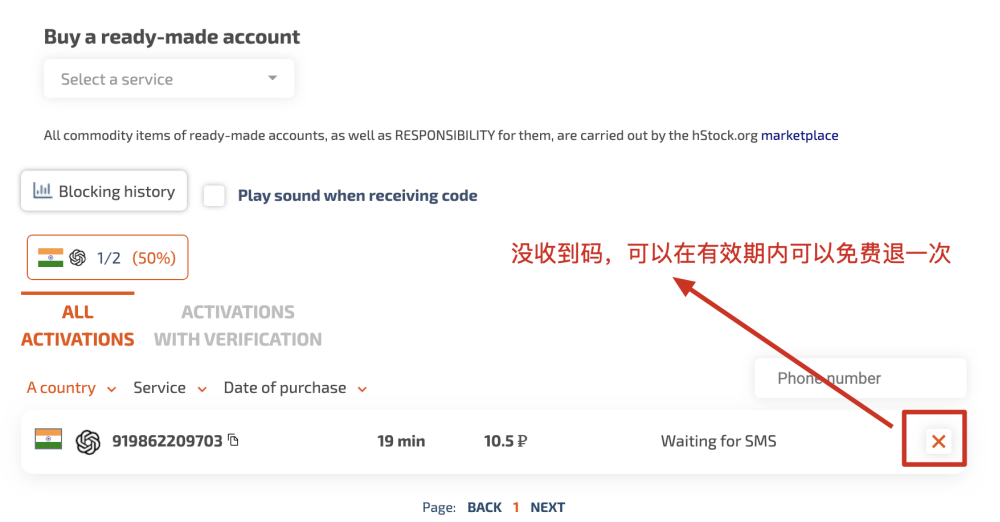 Buy a ready-made account
Select a service
All commodity items of ready-made accounts, as well as RESPONSIBILITY for them, are carried out by the hStock.org marketplace
Blocking history
Play sound when receiving code
1/2 (50%)
没收到码，可以在有效期内可以免费退一次
ALL
ACTIVATIONS
ACTIVATIONS
WITH VERIFICATION
A country
Service
Date of purchase
Phone number
919862209703
19 min
10.5 ₽
Waiting for SMS
Page: BACK 1 NEXT